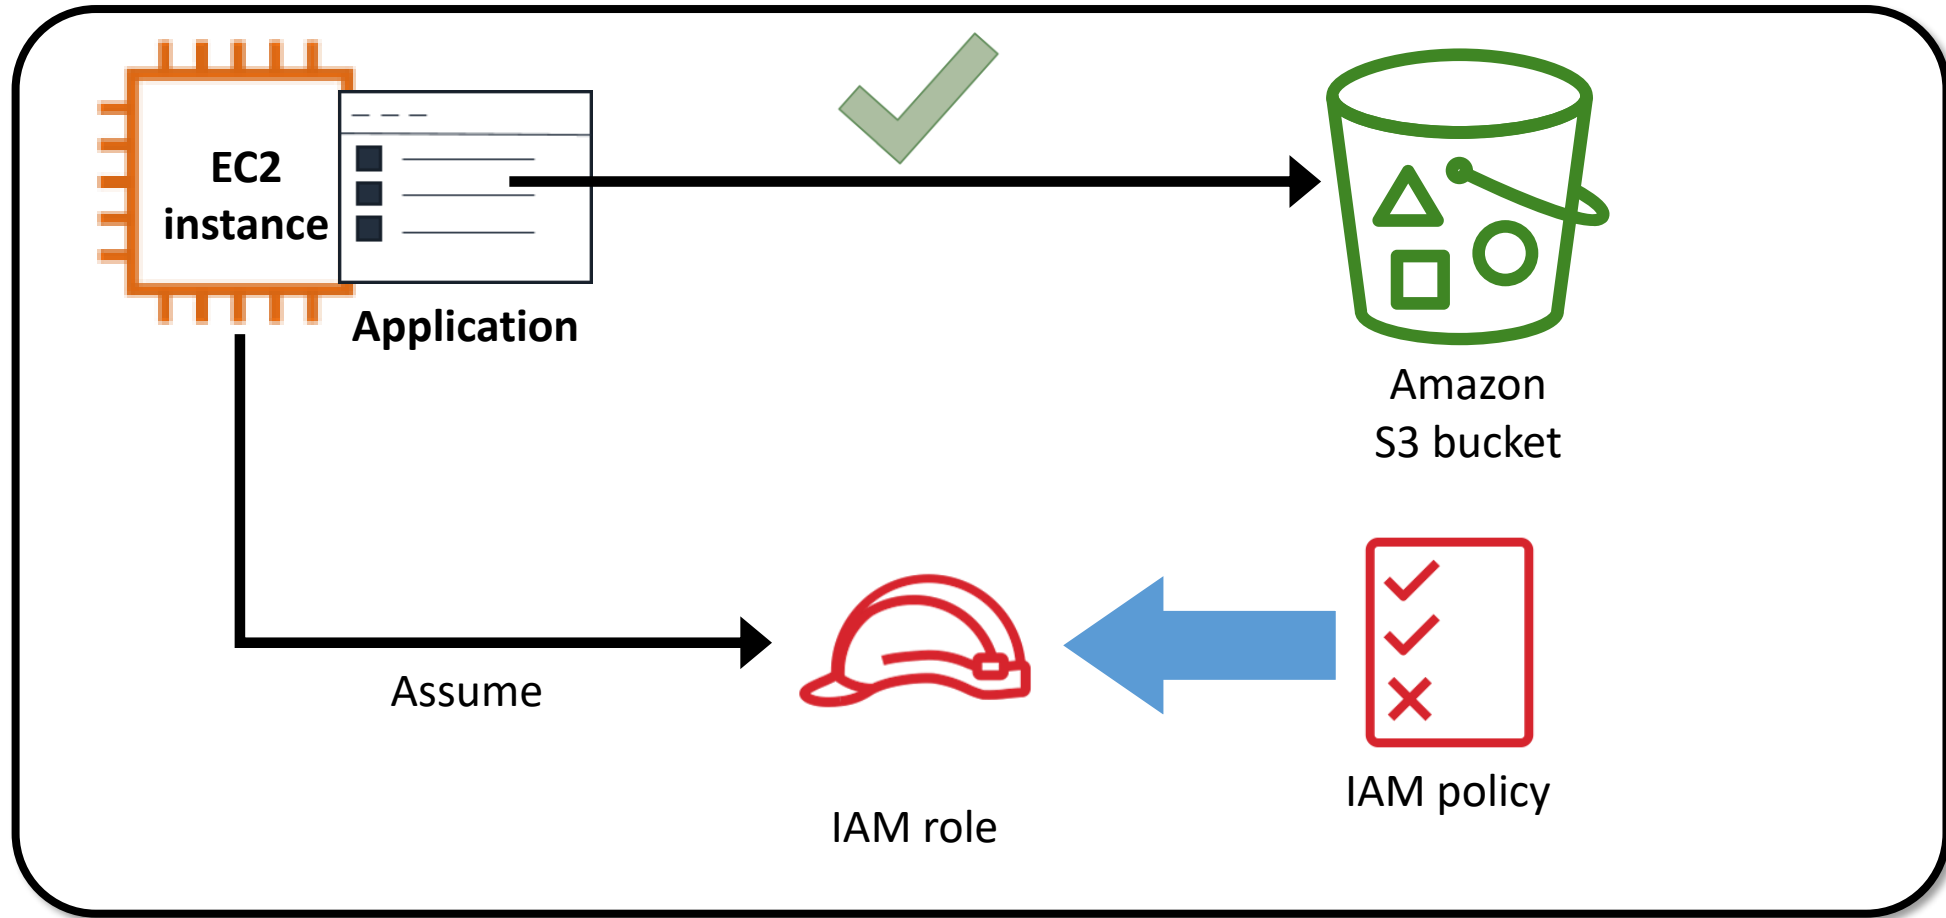 EC2
instance
Application
Amazon
S3 bucket
Assume
IAM role
IAM policy